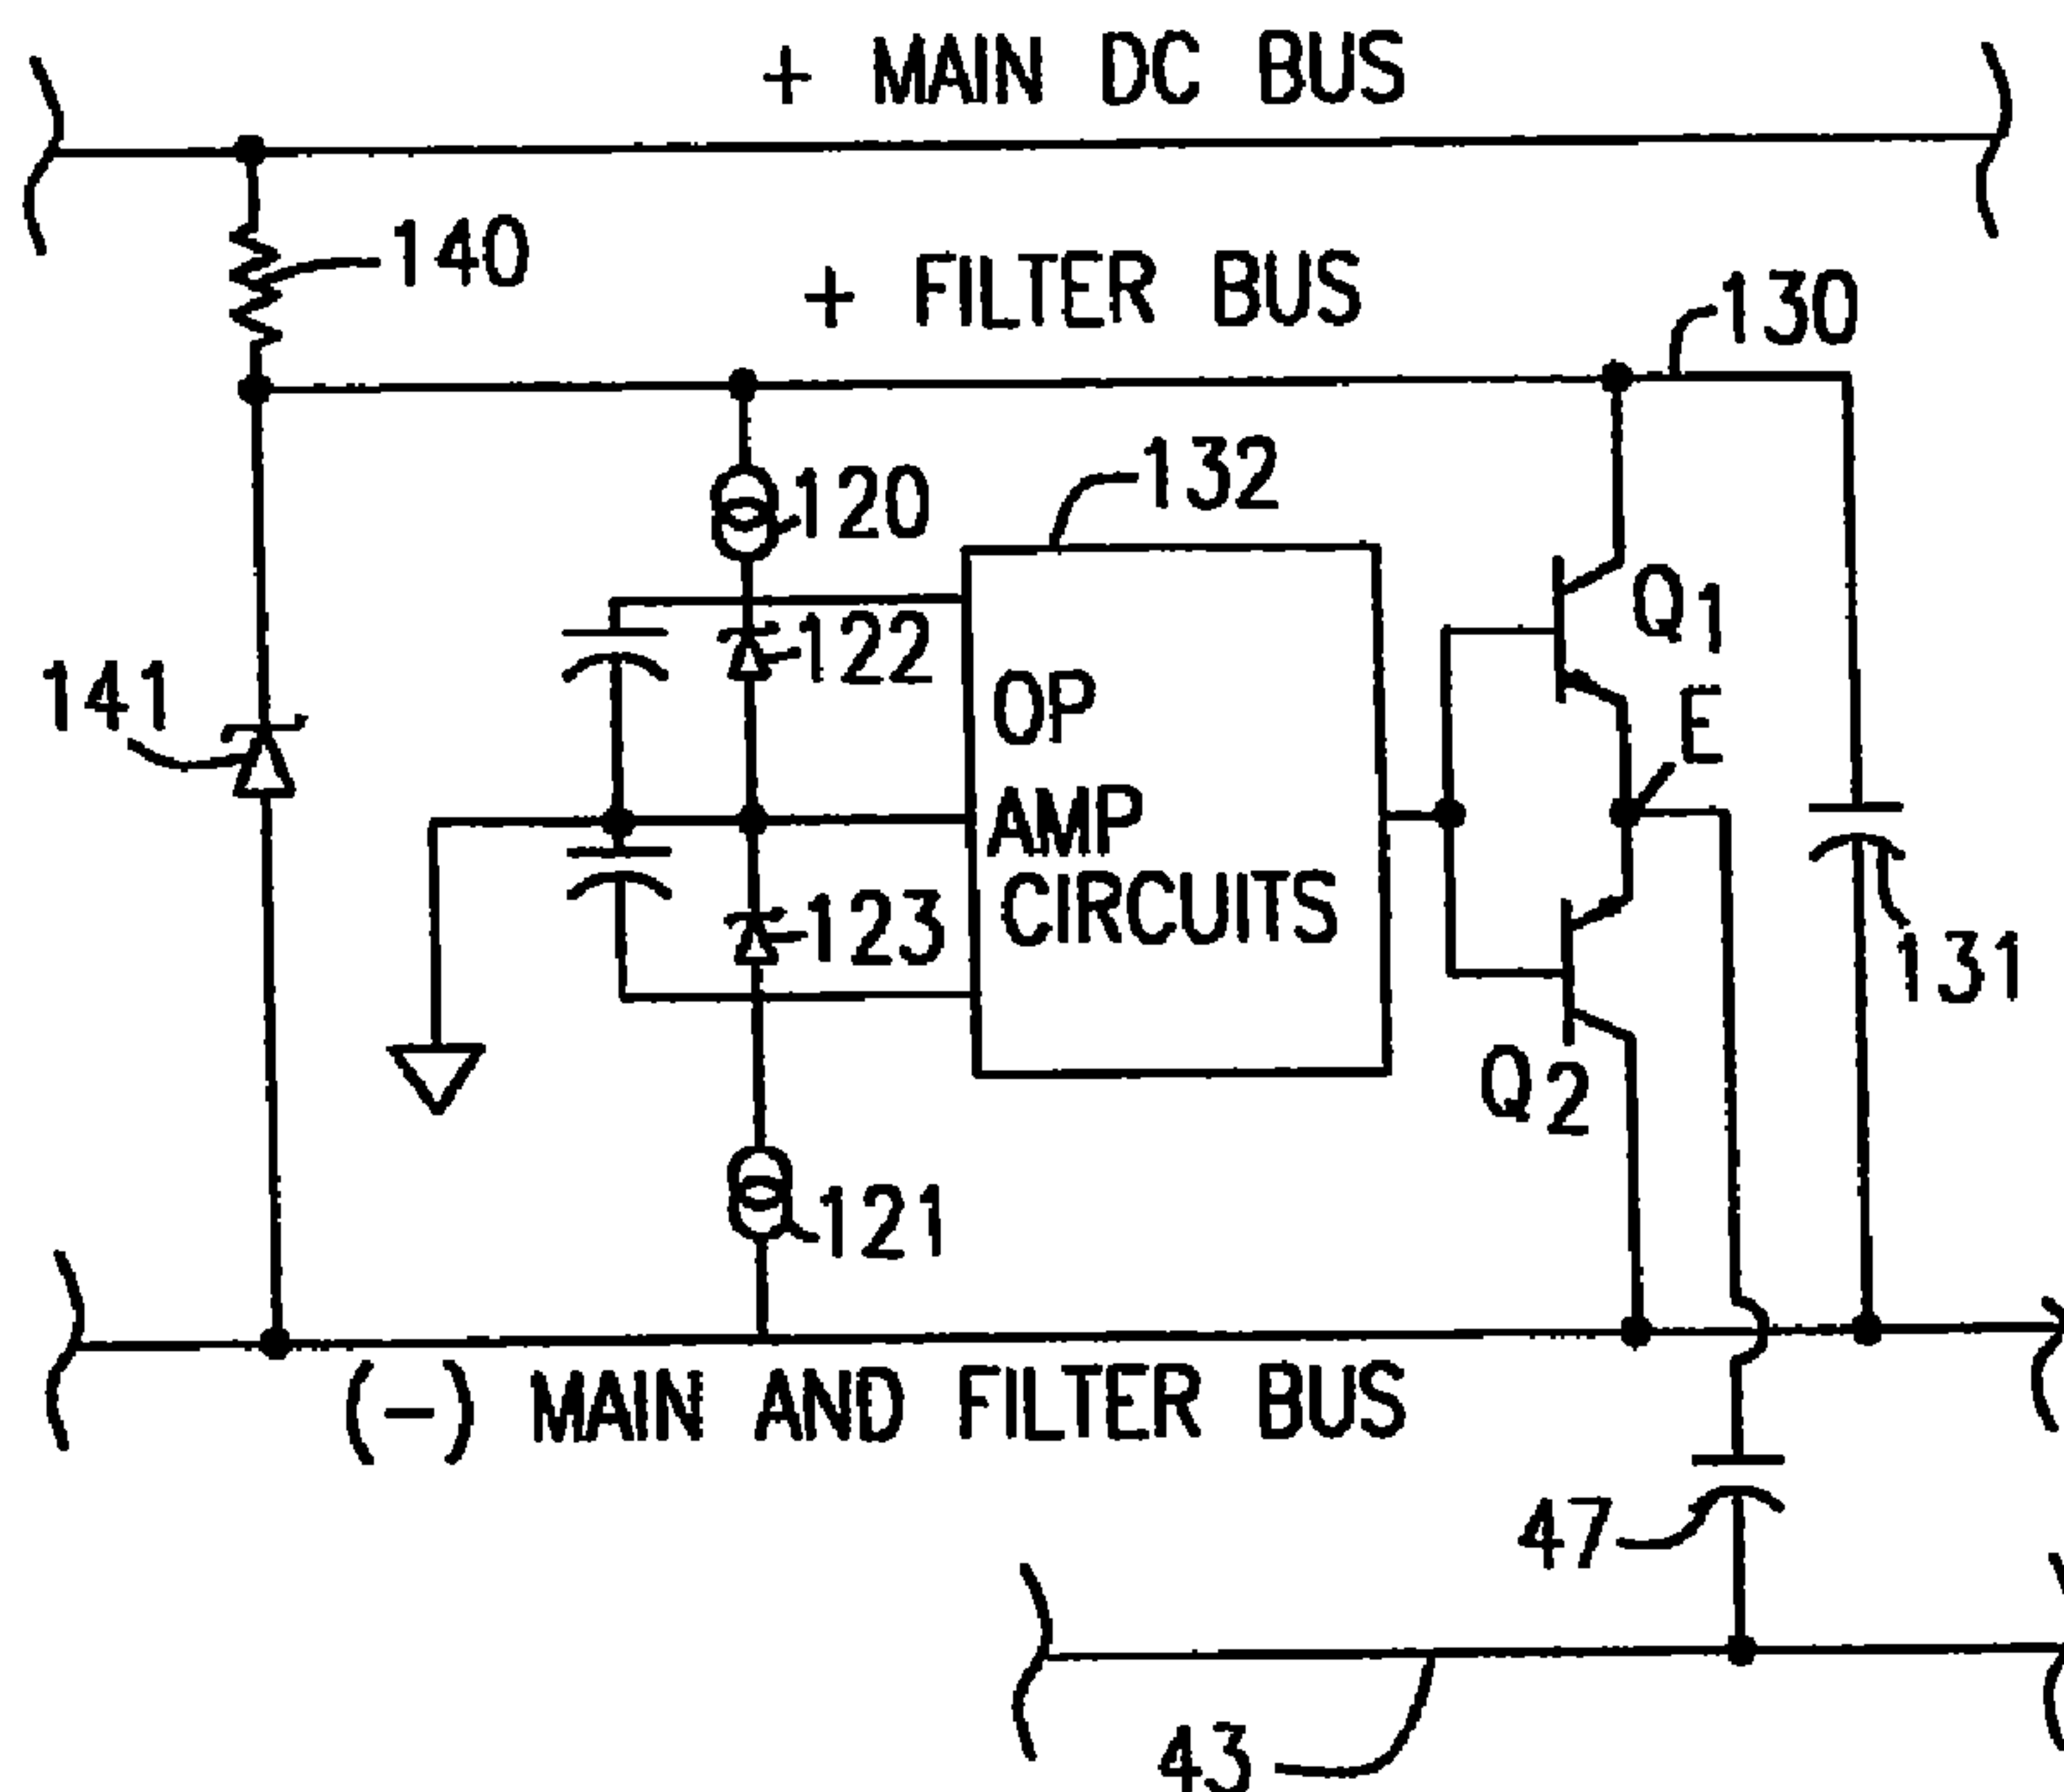 + MAIN DC BUS
140
+ FILTER BUS
130
132
120
122
Q1
141
OP
AMP
CIRCUITS
E
123
131
Q2
121
(-) MAIN AND FILTER BUS
47
43